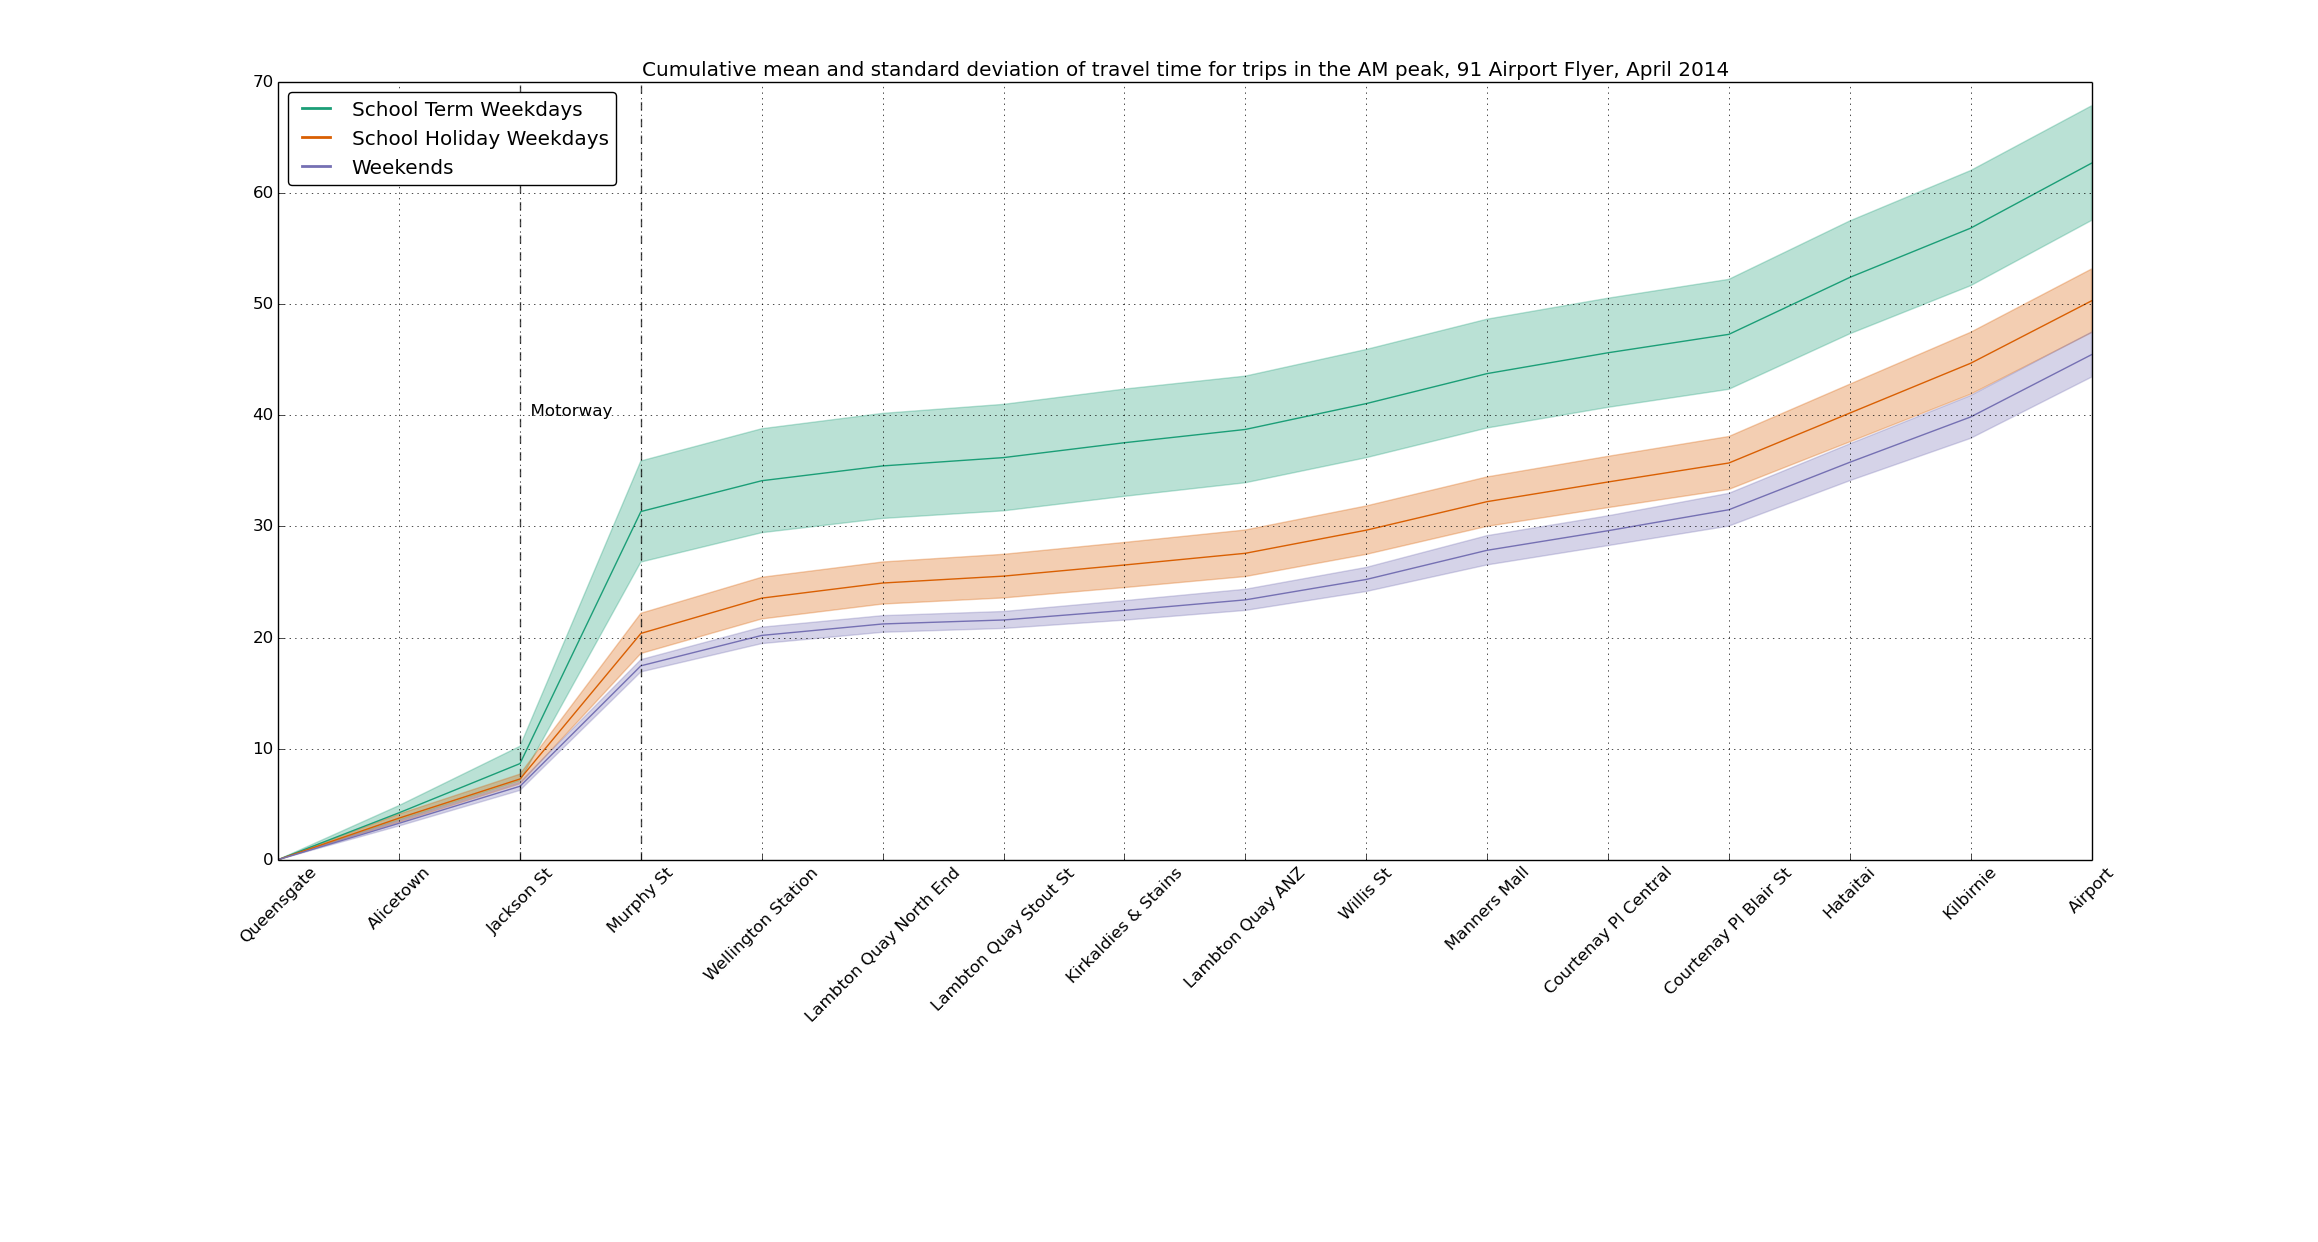 Cumulative mean and standard deviation of travel time for trips in the AM peak, 91 Airport Flyer, April 2014
70
School Term Weekdays
School Holiday Weekdays
Weekends
60
50
40
Motorway
30
20
10
0
Queensgate
Alicetown
Jackson St
Murphy St
Wellington Station
Lambton Quay North End
Lambton Quay Stout St
Kirkaldies & Stains
Lambton Quay ANZ
Willis St
Manners Mall
Courtenay Pl Central
Courtenay Pl Blair St
Hataitai
Kilbirnie
Airport